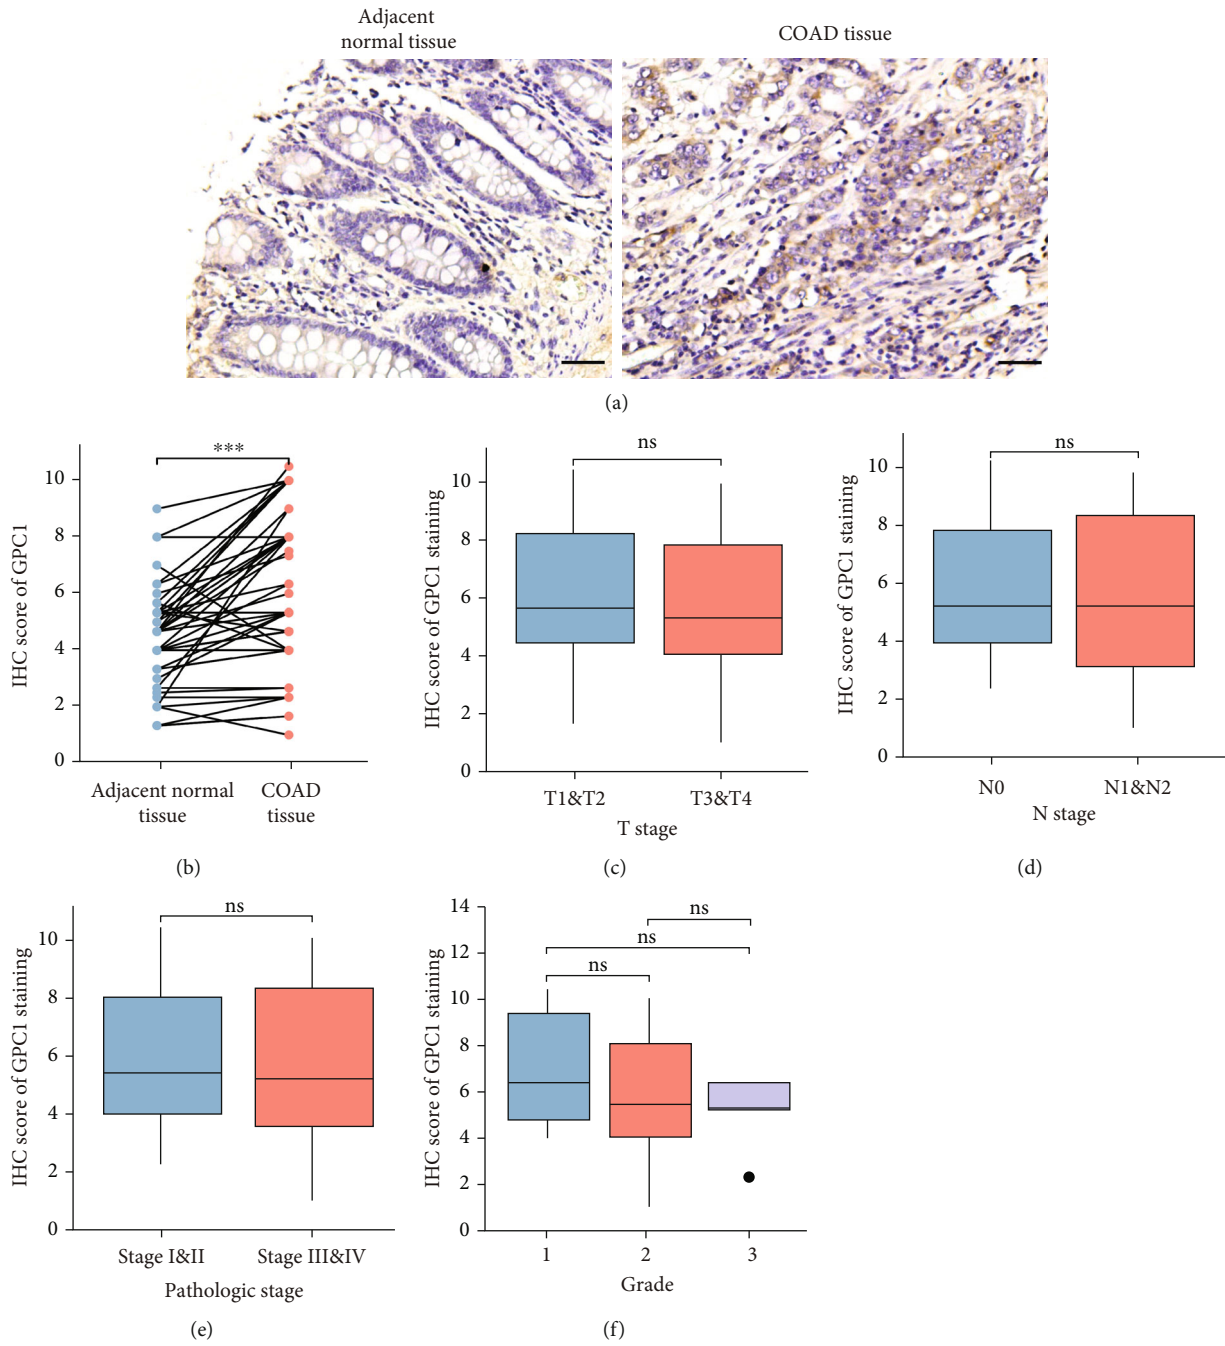 Adjacent
normal tissue
COAD tissue
(a)
***
10
8
6
4
2
0
IHC score of GPC1
Adjacent normal
tissue
COAD
tissue
(b)
ns
10
8
6
4
2
0
IHC score of GPC1 staining
T1&T2
T3&T4
T stage
(c)
ns
10
8
6
4
2
0
IHC score of GPC1 staining
N0
N1&N2
N stage
(d)
ns
10
8
6
4
2
0
IHC score of GPC1 staining
Stage I&II
Stage III&IV
Pathologic stage
(e)
14
12
10
8
6
4
2
0
ns
ns
ns
IHC score of GPC1 staining
1
2
3
Grade
(f)